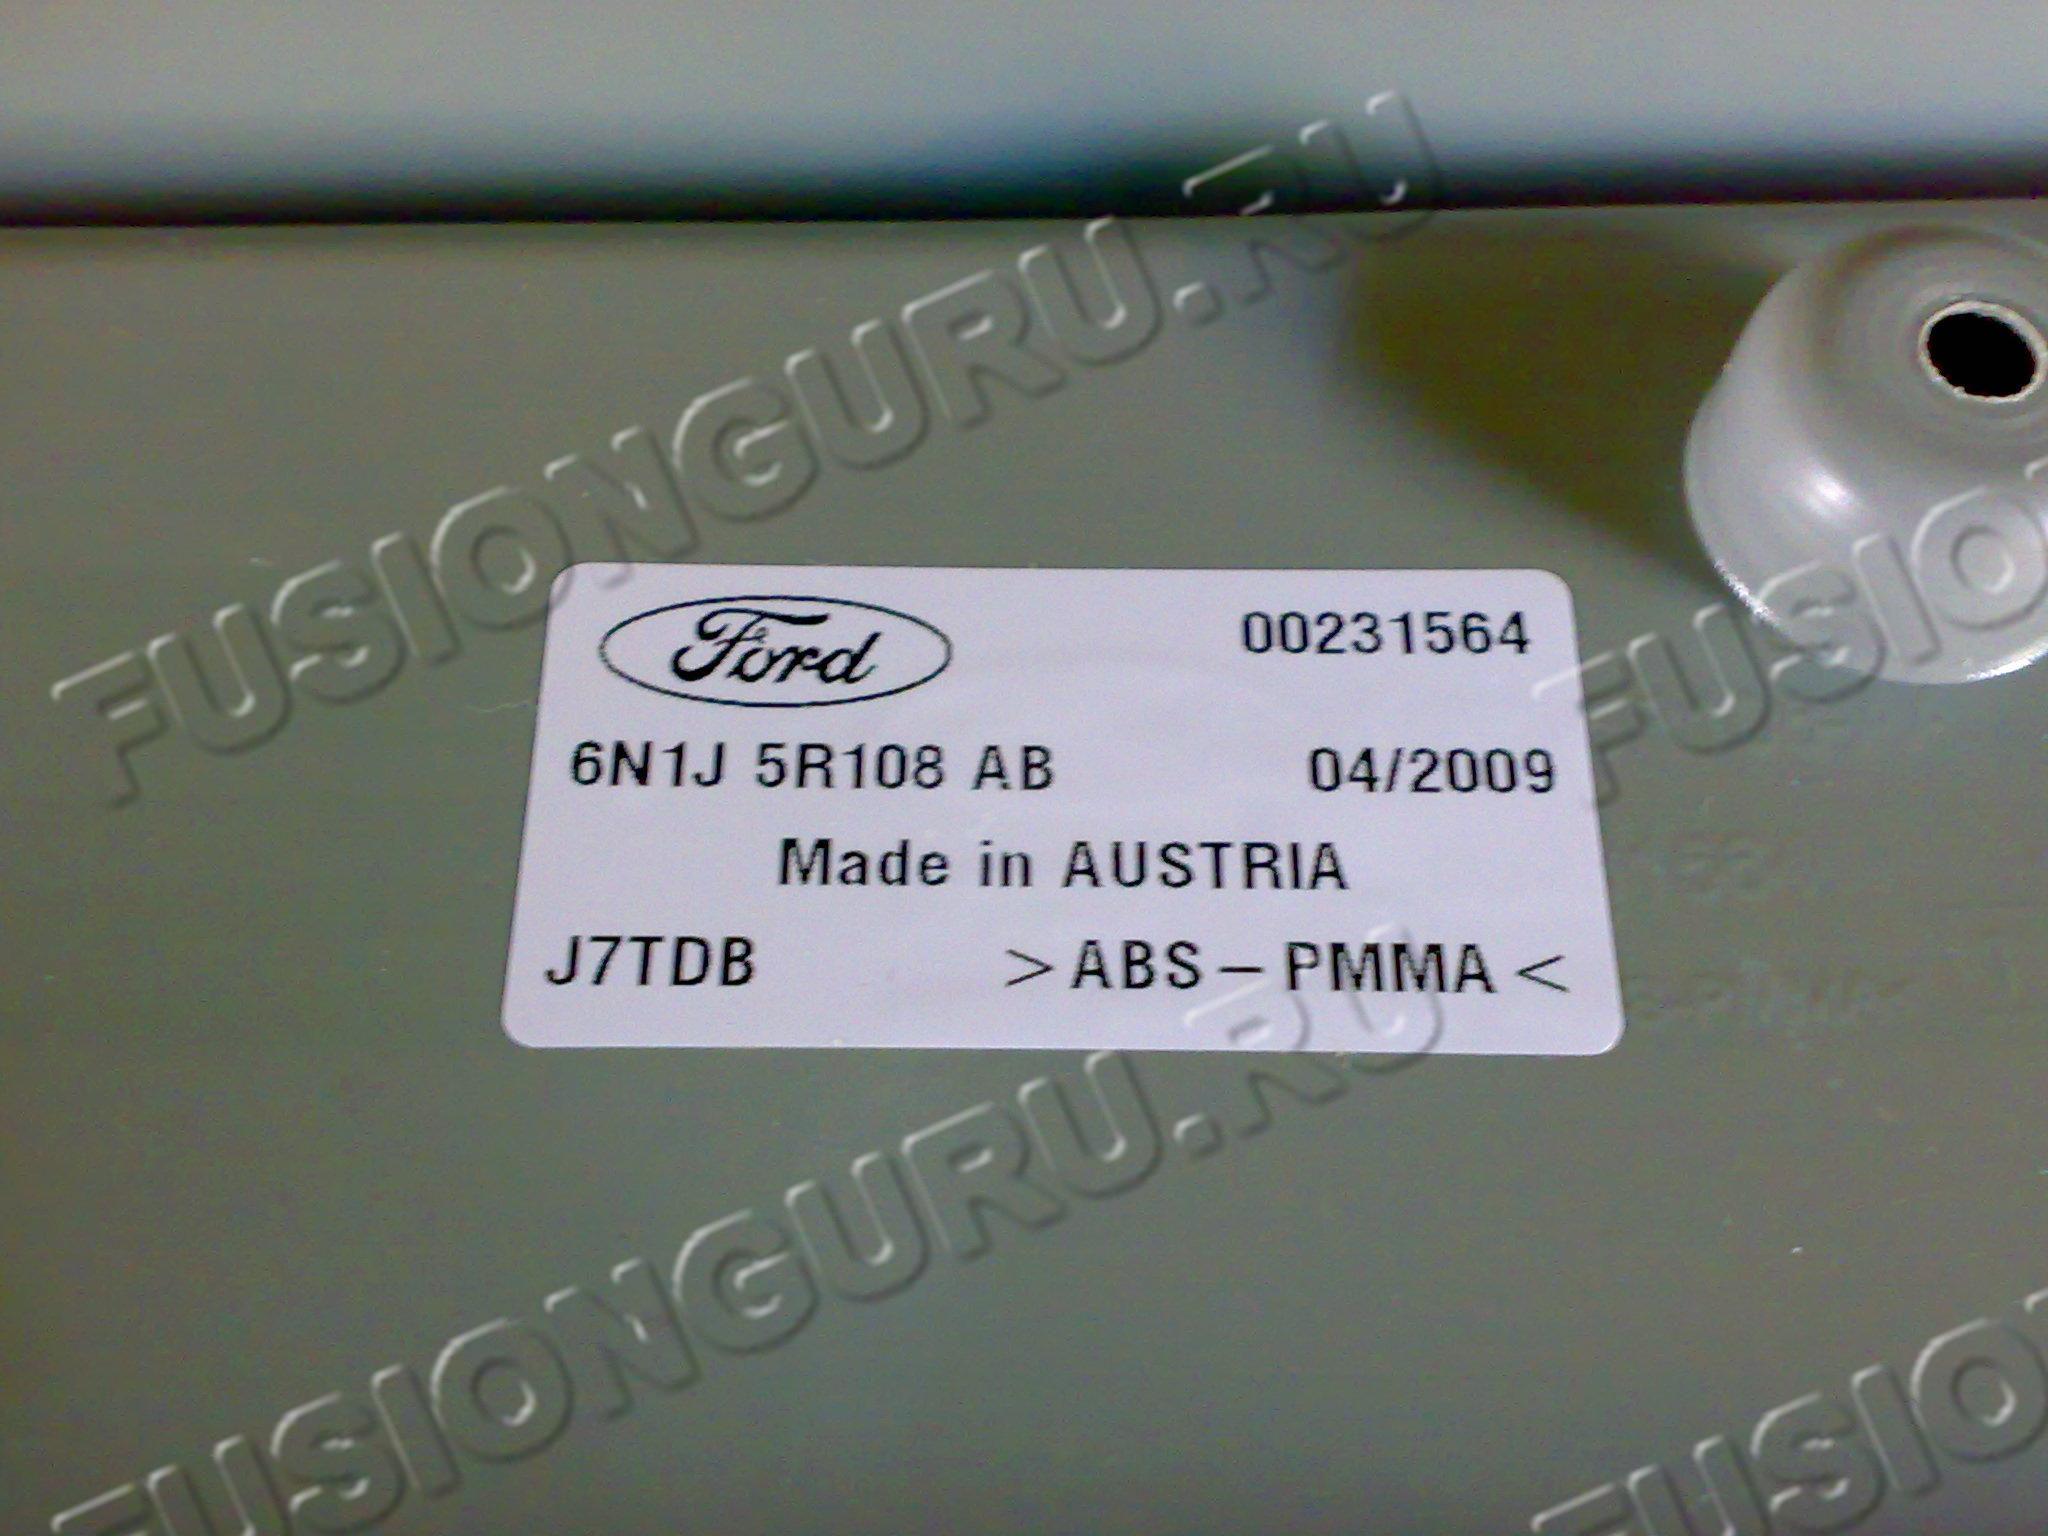 FUSIONGURU.RU
Ford 00231564
6N1J 5R108 AB 04/2009
Made in AUSTRIA
J7TDB >ABS-PMMA<
FUSION
FUSIONGURU.RU
FUSION